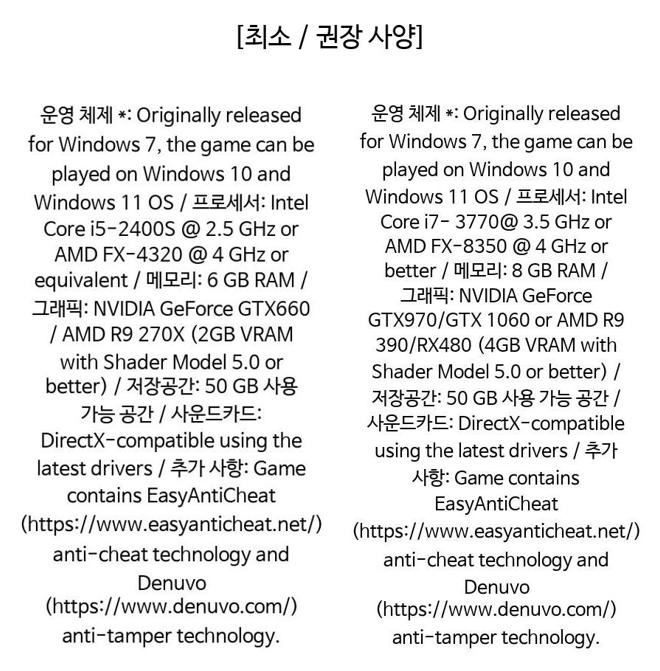 [최소 / 권장 사양]
운영 체제 *: Originally released
for Windows 7, the game can be
played on Windows 10 and
Windows 11 OS / 프로세서: Intel
Core i5-2400S @ 2.5 GHz or
AMD FX-4320 @ 4 GHz or
equivalent / 메모리: 6 GB RAM /
그래픽: NVIDIA GeForce GTX660
/ AMD R9 270X (2GB VRAM
with Shader Model 5.0 or
better) / 저장공간: 50 GB 사용
가능 공간 / 사운드카드:
DirectX-compatible using the
latest drivers / 추가 사항: Game
contains EasyAntiCheat
(https://www.easyanticheat.net/)
anti-cheat technology and
Denuvo
(https://www.denuvo.com/)
anti-tamper technology.
운영 체제 *: Originally released
for Windows 7, the game can be
played on Windows 10 and
Windows 11 OS / 프로세서: Intel
Core i7- 3770@ 3.5 GHz or
AMD FX-8350 @ 4 GHz or
better / 메모리: 8 GB RAM /
그래픽: NVIDIA GeForce
GTX970/GTX 1060 or AMD R9
390/RX480 (4GB VRAM with
Shader Model 5.0 or better) /
저장공간: 50 GB 사용 가능 공간 /
사운드카드: DirectX-compatible
using the latest drivers / 추가
사항: Game contains
EasyAntiCheat
(https://www.easyanticheat.net/)
anti-cheat technology and
Denuvo
(https://www.denuvo.com/)
anti-tamper technology.